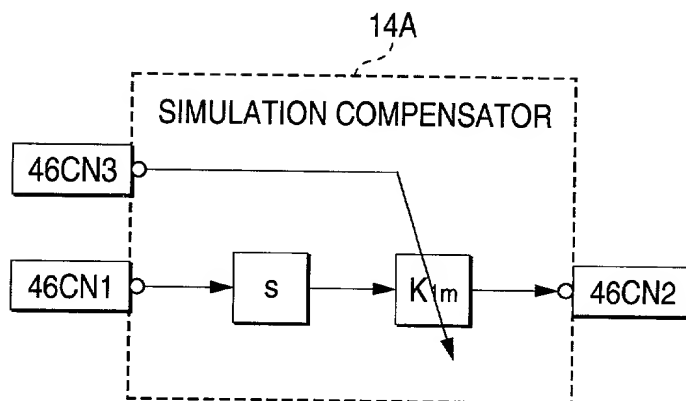 14A
SIMULATION COMPENSATOR
46CN3
46CN1
s
K1m
46CN2